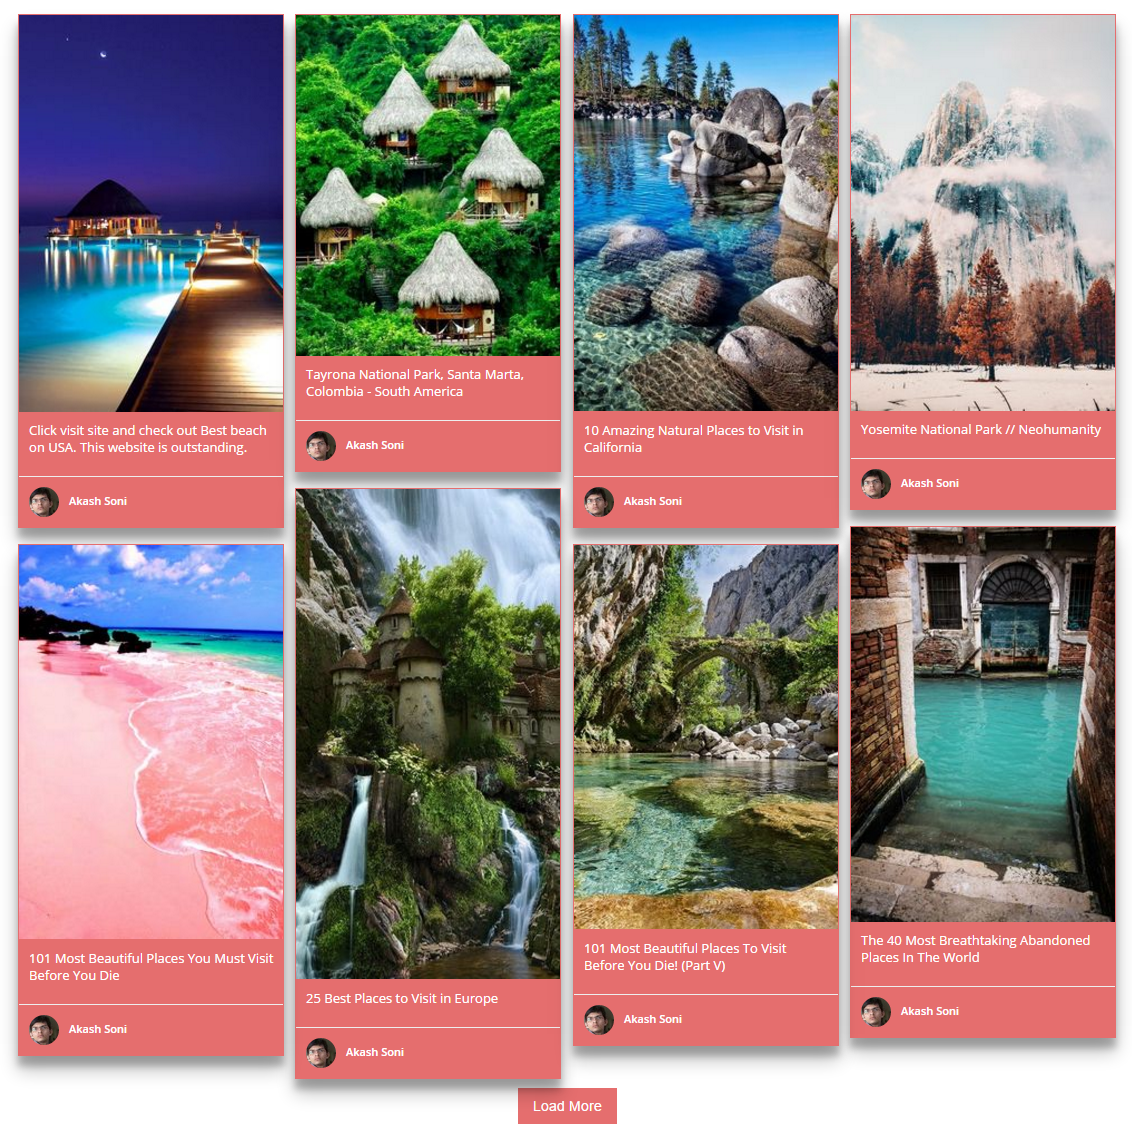 Click visit site and check out Best beach
on USA. This website is outstanding.
Akash Soni
Tayrona National Park, Santa Marta,
Colombia - South America
Akash Soni
10 Amazing Natural Places to Visit in
California
Akash Soni
Yosemite National Park // Neohumanity
Akash Soni
101 Most Beautiful Places You Must Visit
Before You Die
Akash Soni
25 Best Places to Visit in Europe
Akash Soni
101 Most Beautiful Places To Visit
Before You Die! (Part V)
Akash Soni
The 40 Most Breathtaking Abandoned
Places In The World
Akash Soni
Load More